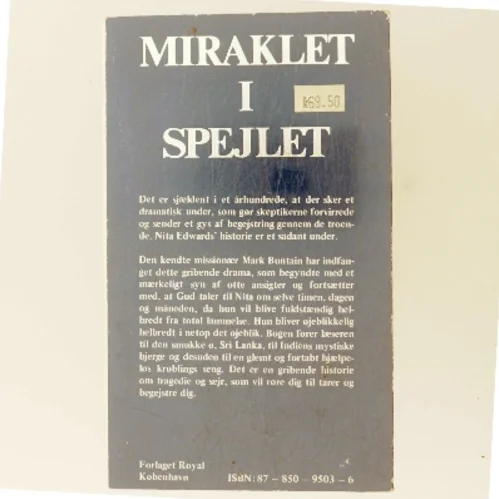 MIRAKLET
I
k69.50
SPEJLET
Det er sjældent i et århundrede, at der sker et
dramatisk under, som gør skeptikerne forvirrede
og sender et gys af begejstring gennem de troen-
de. Nita Edwards' historie er et sådant under.
Den kendte missionær Mark Buntain har indfan-
get dette gribende drama, som begyndte med et
mærkeligt syn af otte ansigter og fortsætter
med, at Gud taler til Nita om selve timen, dagen
og måneden, da hun vil blive fuldstændig hel-
bredt fra total lammelse. Hun bliver øjeblikkelig
helbredt i netop det øjeblik. Bogen fører læseren
til den smukke ø, Sri Lanka, til Indiens mystiske
bjerge og desuden til en glemt og fortabt hjælpe-
løs krøblings seng. Det er en gribende historie
om tragedie og sejr, som vil røre dig til tårer og
begejstre dig.
Forlaget Royal
København ISBN: 87 - 850 - 9503 - 6